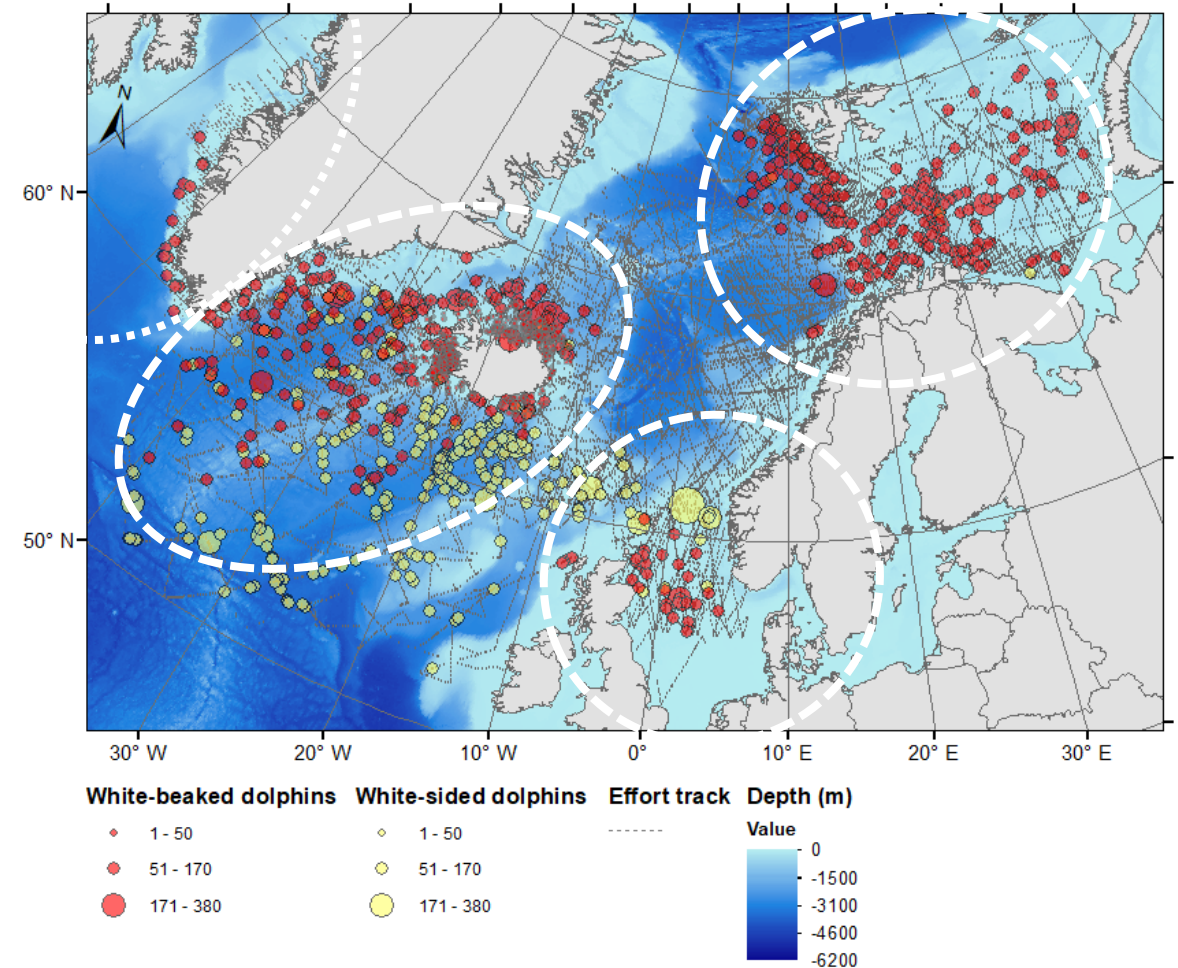 N
60° N
50° N
30° W 20° W 10° W 0° 10° E 20° E 30° E
White-beaked dolphins White-sided dolphins Effort track Depth (m)
Value
1 - 50 1 - 50 0
51 - 170 51 - 170 -1500
171 - 380 171 - 380 -3100
-4600
-6200